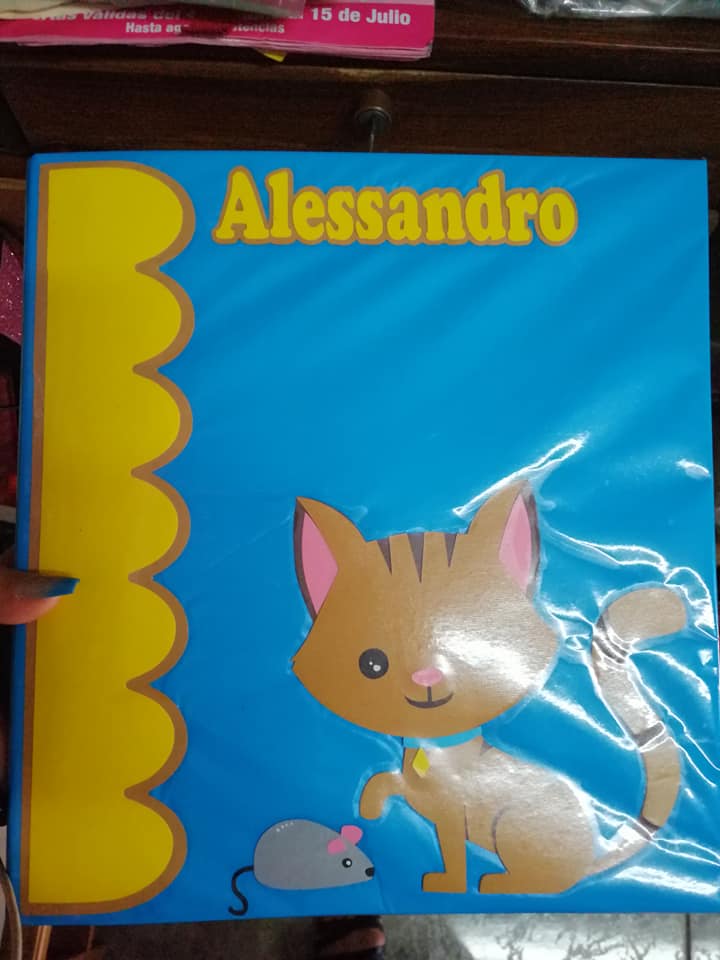 15 de Julio
Hasta
Alessandro